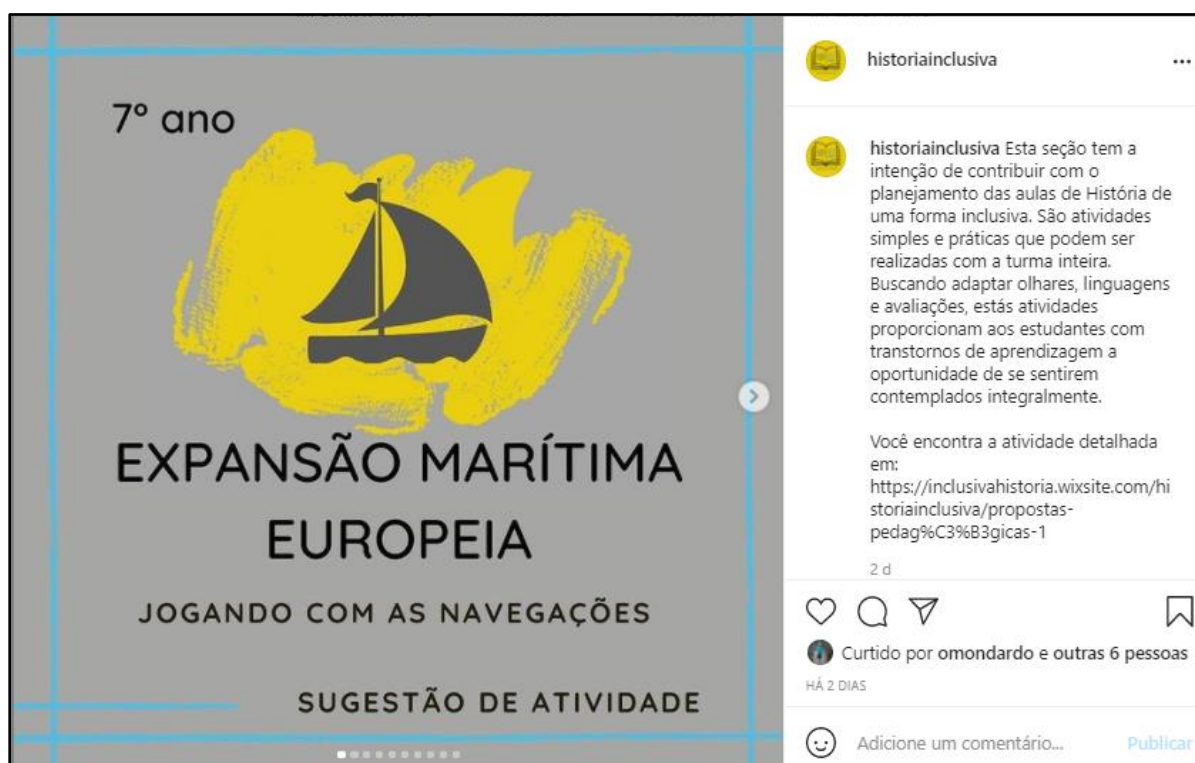 7º ano
EXPANSÃO MARÍTIMA
EUROPEIA
JOGANDO COM AS NAVEGAÇÕES
SUGESTÃO DE ATIVIDADE
historiainclusiva
historiainclusiva Esta seção tem a
intenção de contribuir com o
planejamento das aulas de História de
uma forma inclusiva. São atividades
simples e práticas que podem ser
realizadas com a turma inteira.
Buscando adaptar olhares, linguagens
e avaliações, estás atividades
proporcionam aos estudantes com
transtornos de aprendizagem a
oportunidade de se sentirem
contemplados integralmente.
Você encontra a atividade detalhada
em:
https://inclusivahistoria.wixsite.com/hi
storiainclusiva/propostas-
pedag%C3%B3gicas-1
2 d
Curtido por omondardo e outras 6 pessoas
HÁ 2 DIAS
Adicione um comentário... Publicar